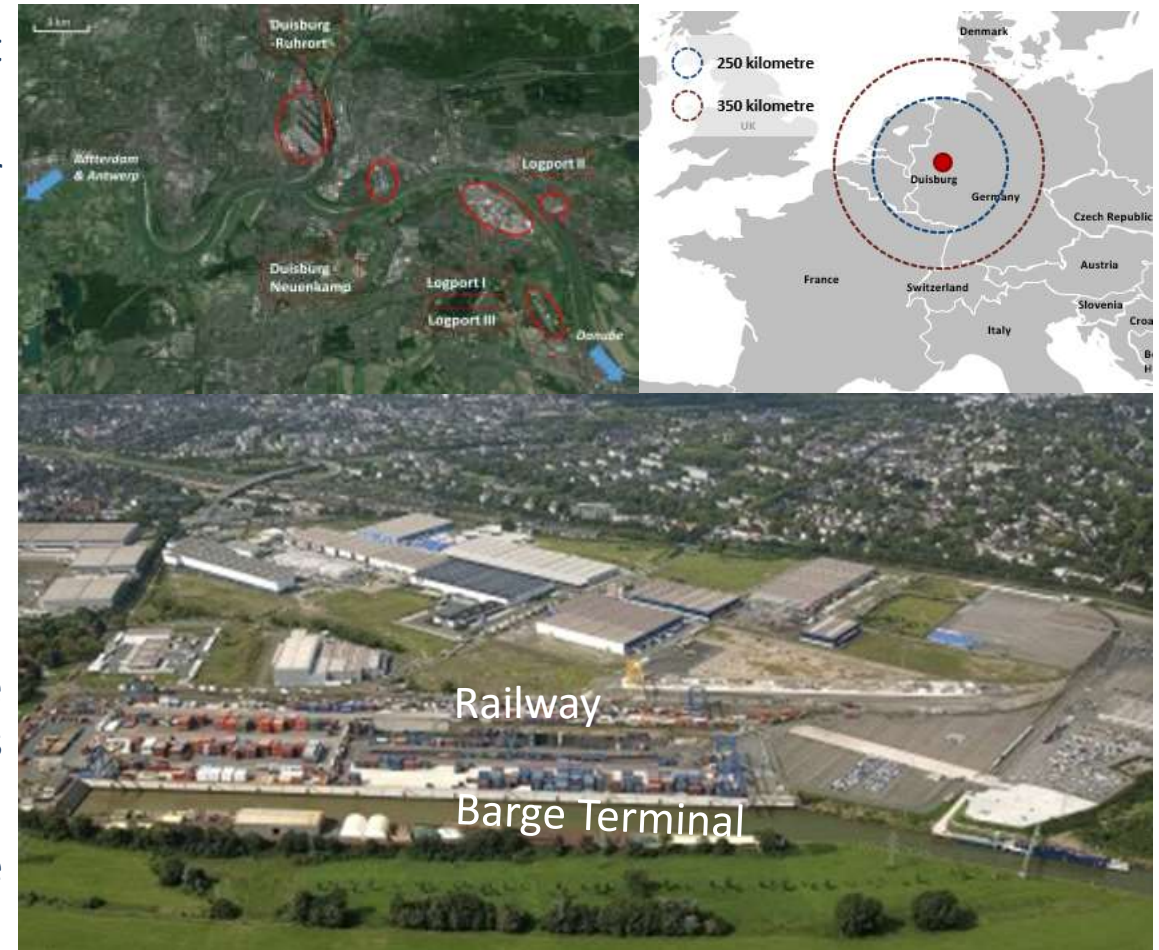 3 km
Duisburg
-Ruhrort
Rotterdam
& Antwerp
Logport II
Duisburg -
Neuenkamp
Logport I
Logport III
Danube
250 kilometre
350 kilometre
UK
Denmark
Duisburg
Germany
Czech Republic
France
Austria
Switzerland
Slovenia
Croa
Italy
B
H
Railway
Barge Terminal